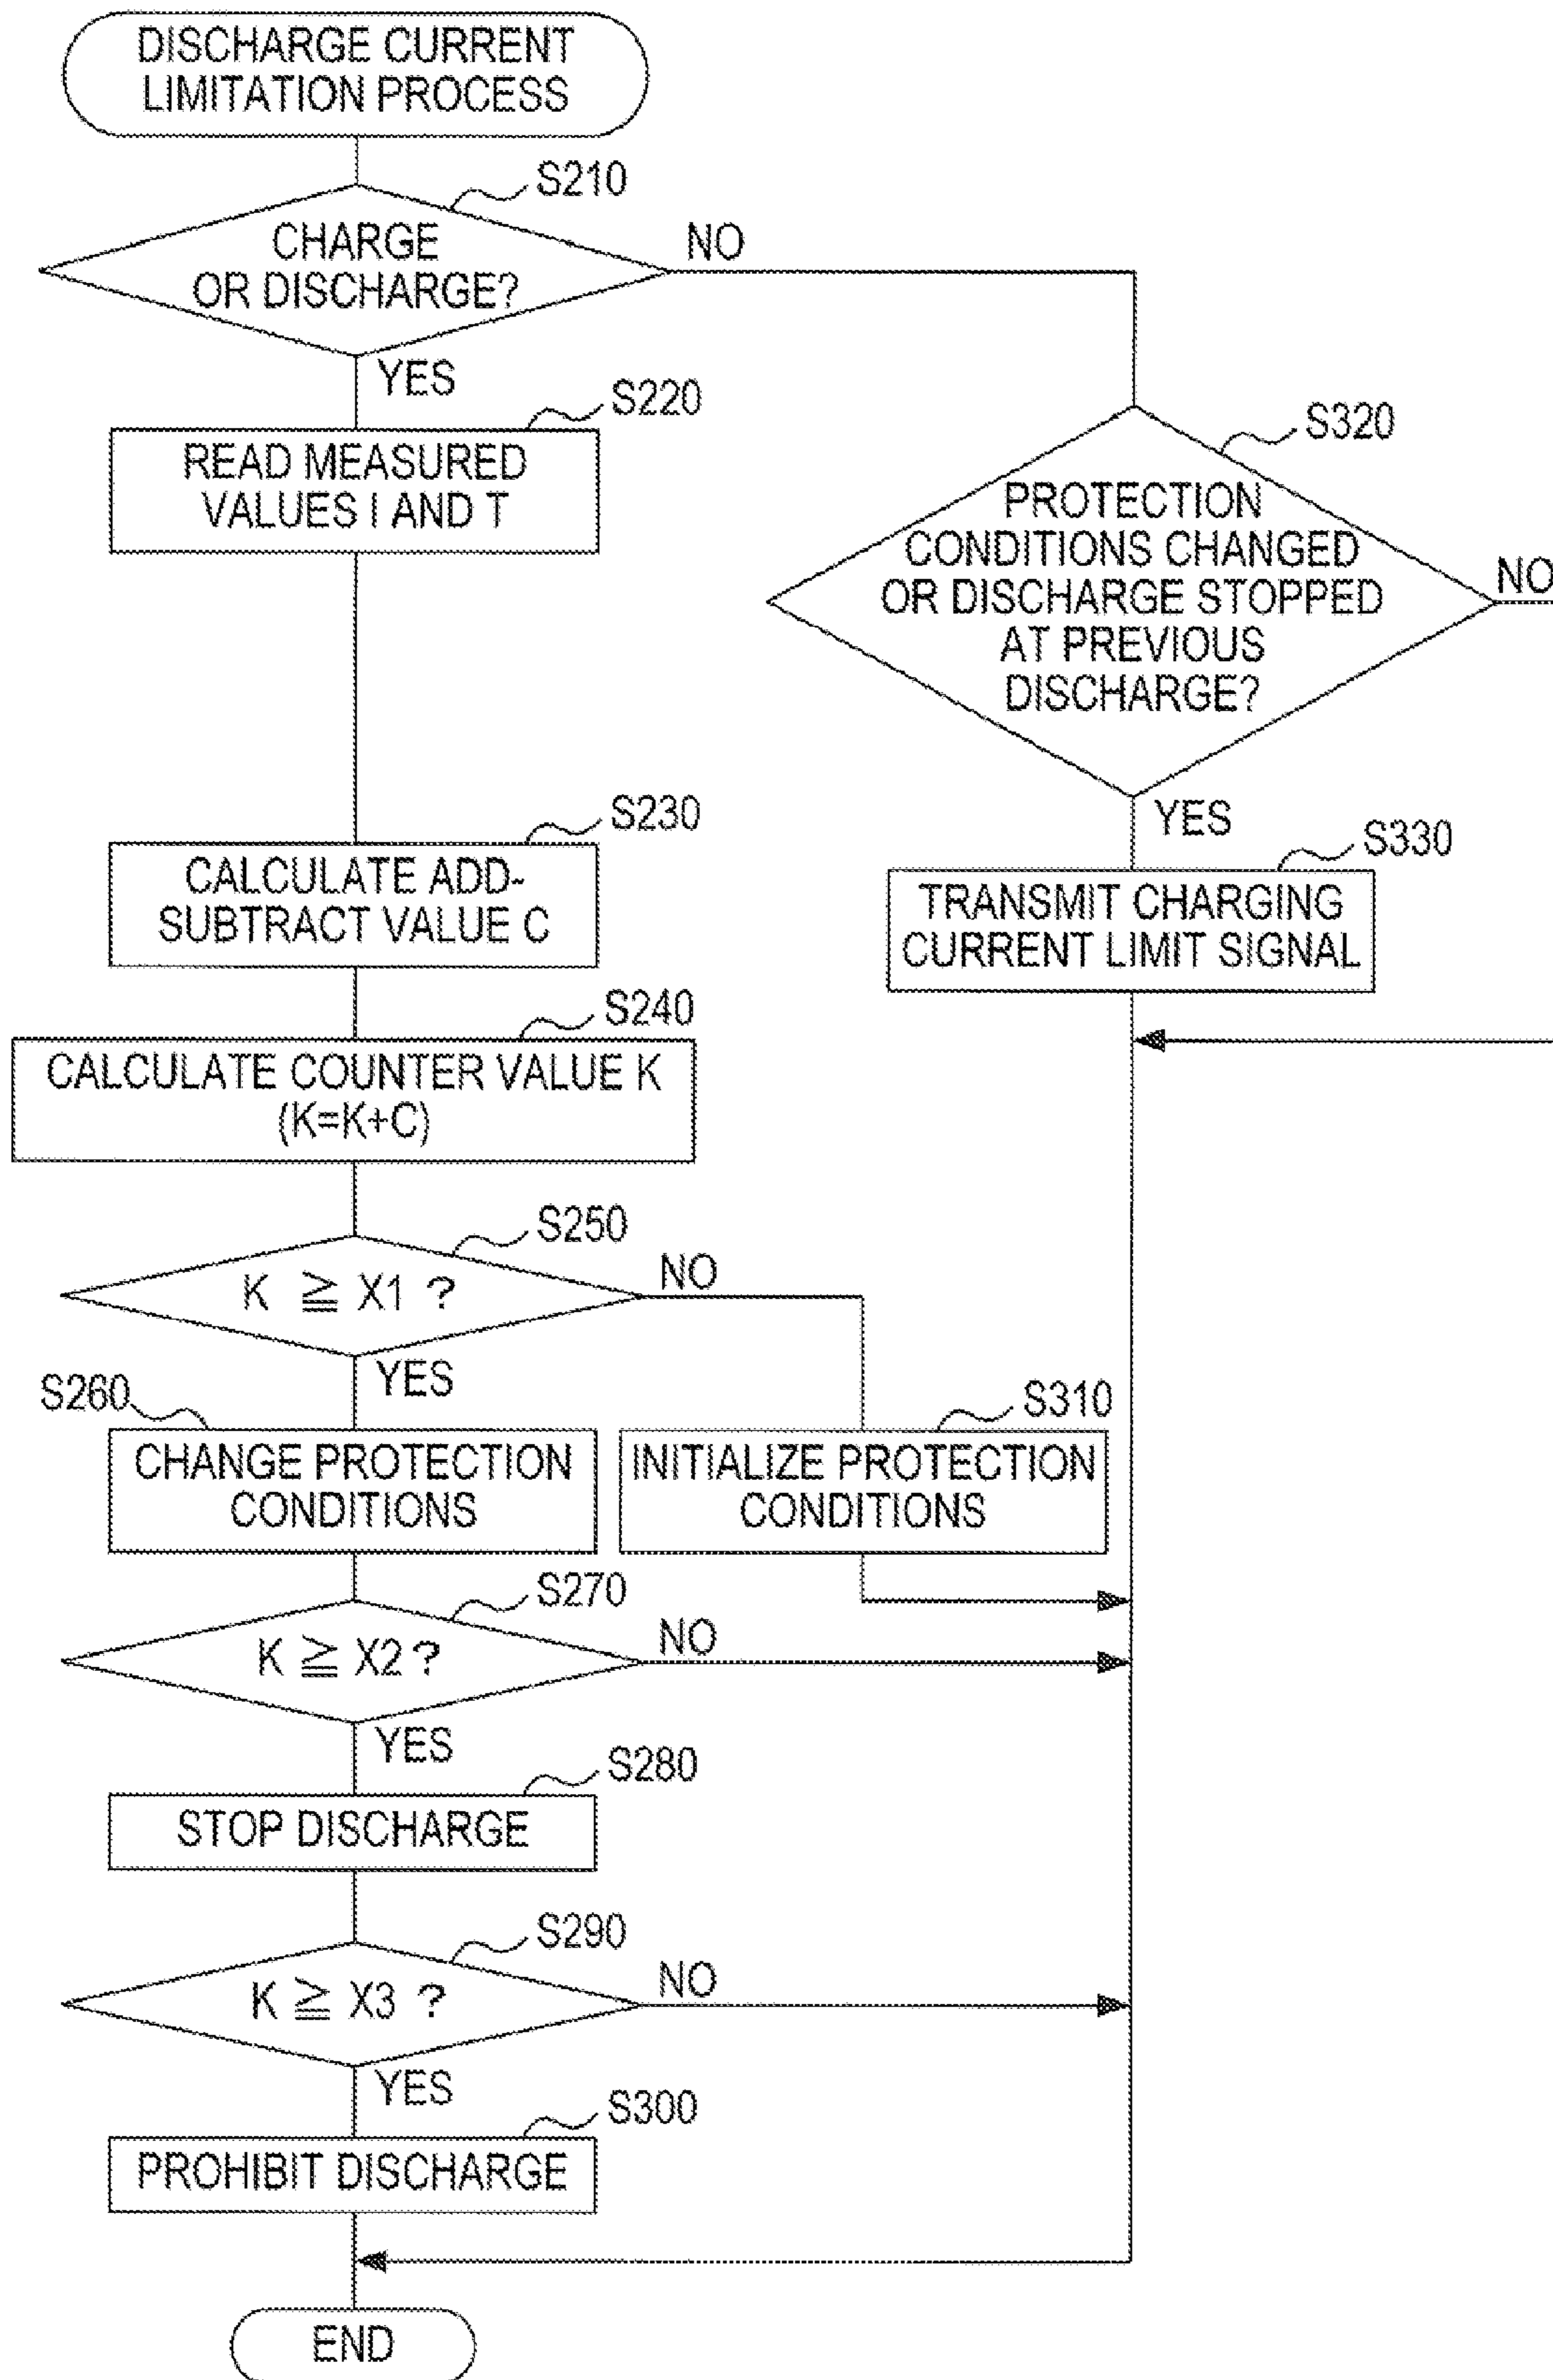 DISCHARGE CURRENT
LIMITATION PROCESS
S210
CHARGE
OR DISCHARGE?
NO
YES
S220
READ MEASURED
VALUES I AND T
S320
PROTECTION
CONDITIONS CHANGED
OR DISCHARGE STOPPED
AT PREVIOUS
DISCHARGE?
NO
YES
S330
TRANSMIT CHARGING
CURRENT LIMIT SIGNAL
S230
CALCULATE ADD-
SUBTRACT VALUE C
S240
CALCULATE COUNTER VALUE K
(K=K+C)
S250
K ≧ X1 ?
NO
YES
S260
CHANGE PROTECTION
CONDITIONS
S310
INITIALIZE PROTECTION
CONDITIONS
S270
K ≧ X2 ?
NO
YES
S280
STOP DISCHARGE
S290
K ≧ X3 ?
NO
YES
S300
PROHIBIT DISCHARGE
END